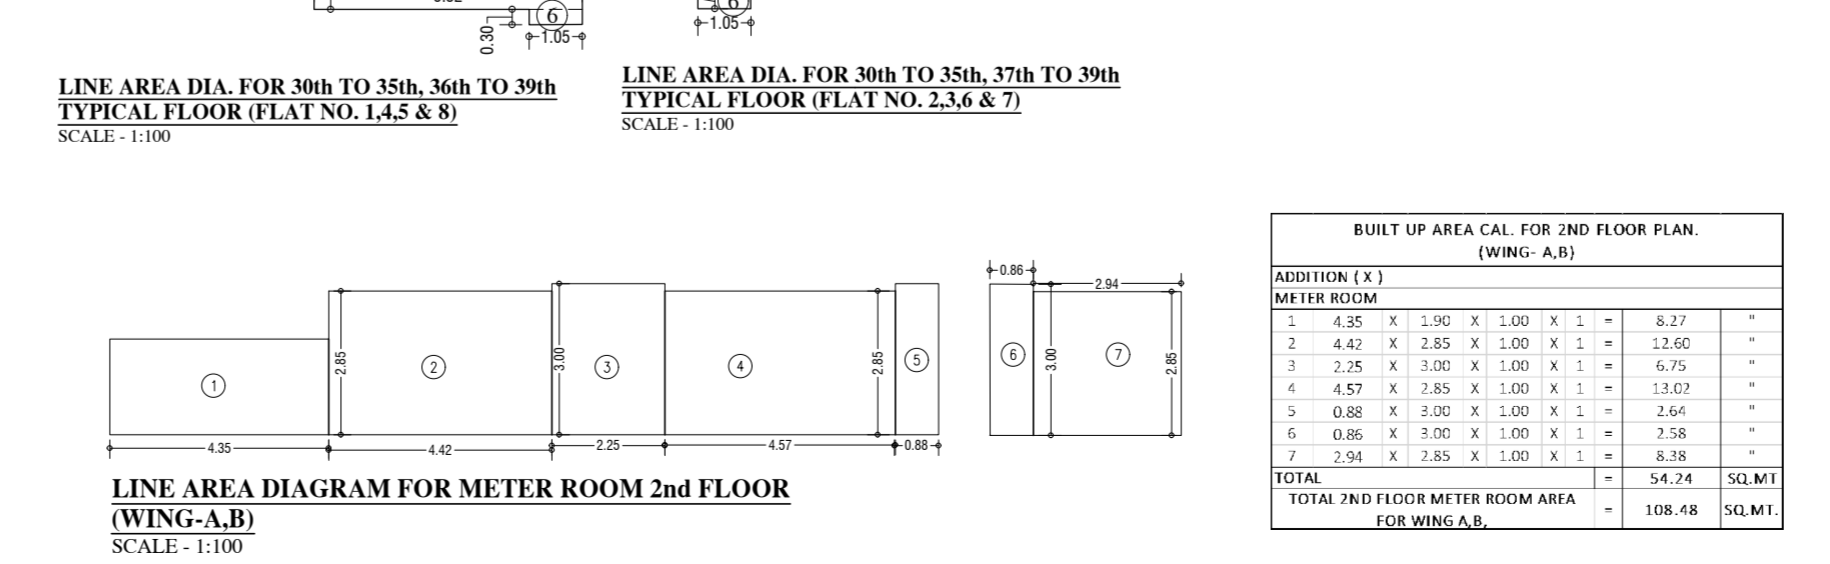 6
0.30
1.05
6
1.05
LINE AREA DIA. FOR 30th TO 35th, 36th TO 39th
TYPICAL FLOOR (FLAT NO. 1,4,5 & 8)
SCALE - 1:100
LINE AREA DIA. FOR 30th TO 35th, 37th TO 39th
TYPICAL FLOOR (FLAT NO. 2,3,6 & 7)
SCALE - 1:100
1
2.85
2
3.00
3
4
2.85
5
4.35
4.42
2.25
4.57
0.88
0.86
2.94
6
3.00
7
2.85
LINE AREA DIAGRAM FOR METER ROOM 2nd FLOOR
(WING-A,B)
SCALE - 1:100
BUILT UP AREA CAL. FOR 2ND FLOOR PLAN.
(WING- A,B)
ADDITION ( X )
METER ROOM
1 4.35 X 1.90 X 1.00 X 1 = 8.27 "
2 4.42 X 2.85 X 1.00 X 1 = 12.60 "
3 2.25 X 3.00 X 1.00 X 1 = 6.75 "
4 4.57 X 2.85 X 1.00 X 1 = 13.02 "
5 0.88 X 3.00 X 1.00 X 1 = 2.64 "
6 0.86 X 3.00 X 1.00 X 1 = 2.58 "
7 2.94 X 2.85 X 1.00 X 1 = 8.38 "
TOTAL = 54.24 SQ.MT
TOTAL 2ND FLOOR METER ROOM AREA
FOR WING A,B, = 108.48 SQ.MT.